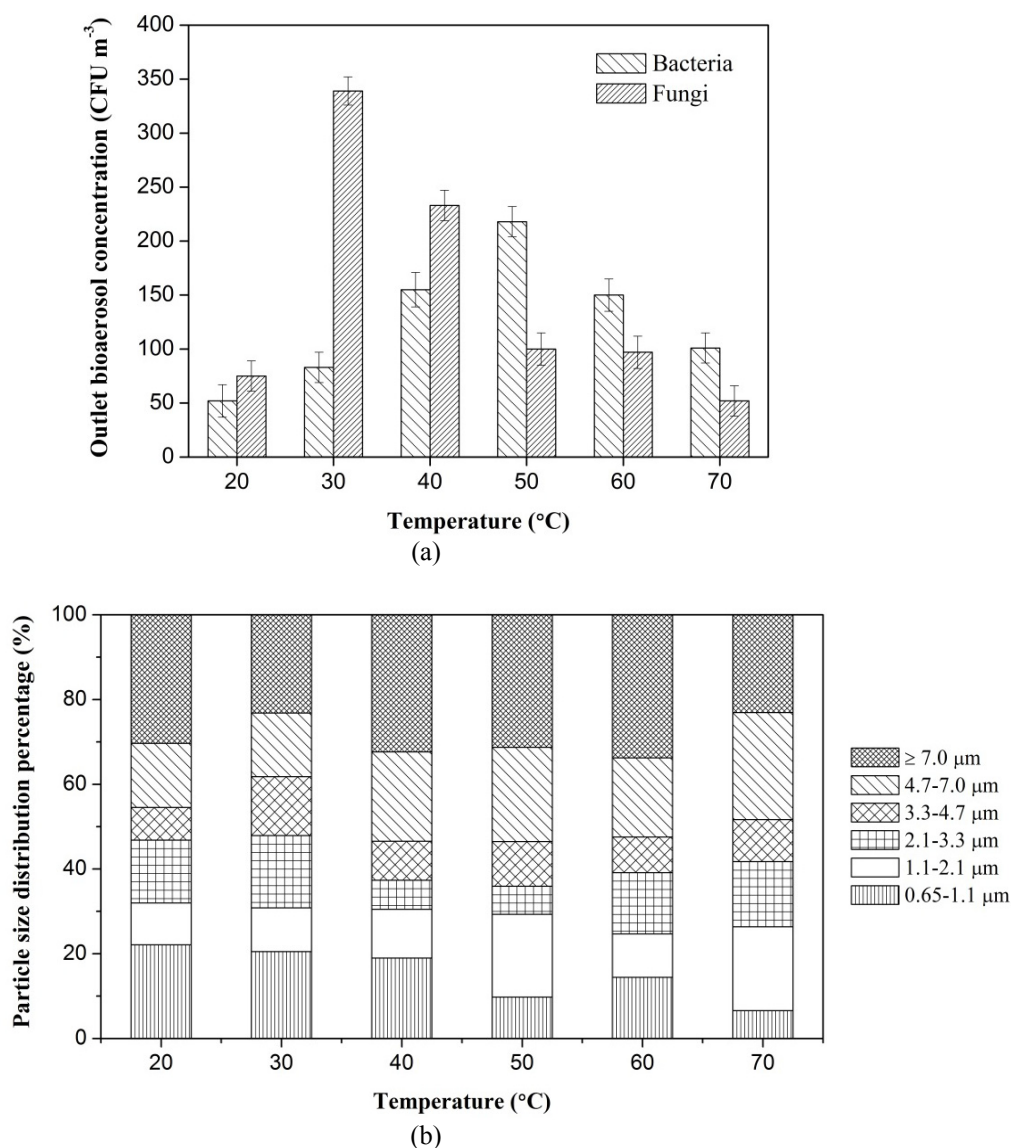 Outlet bioaerosol concentration (CFU m⁻³)
400
350
300
250
200
150
100
50
0
Bacteria
Fungi
20 30 40 50 60 70
Temperature (°C)
(a)
Particle size distribution percentage (%)
100
80
60
40
20
0
≥ 7.0 μm
4.7-7.0 μm
3.3-4.7 μm
2.1-3.3 μm
1.1-2.1 μm
0.65-1.1 μm
20 30 40 50 60 70
Temperature (°C)
(b)